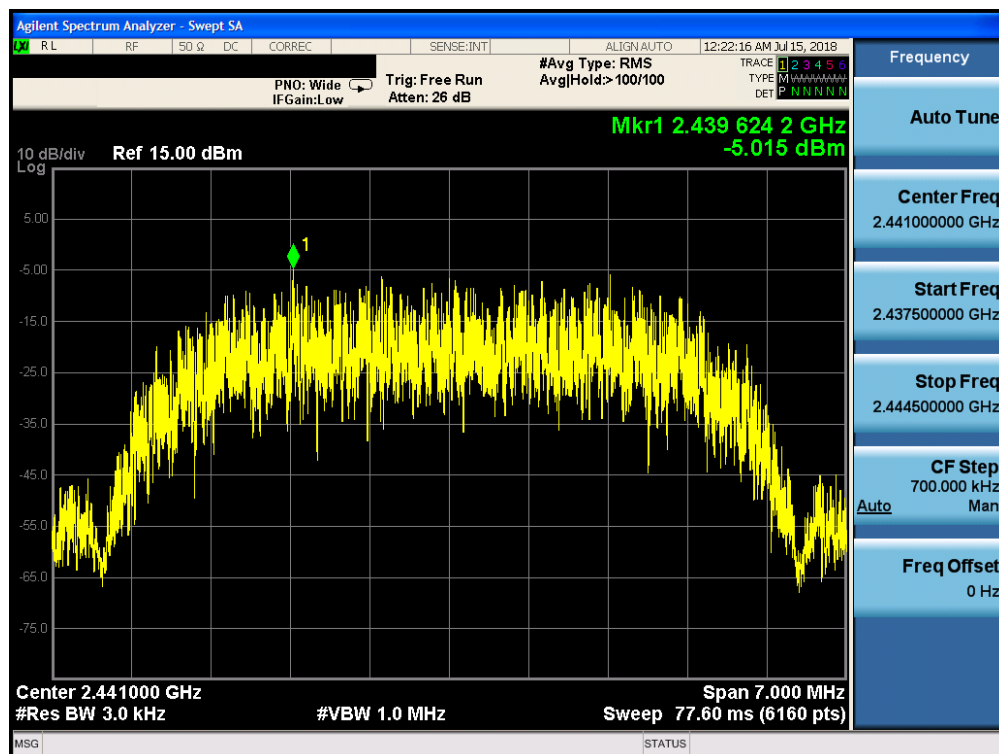 Agilent Spectrum Analyzer - Swept SA
LXI RL RF 50 Ω DC CORREC SENSE:INT ALIGN AUTO 12:22:16 AM Jul 15, 2018
Frequency
PNO: Wide
IFGain:Low
Trig: Free Run
Atten: 26 dB
#Avg Type: RMS
Avg|Hold:>100/100
TRACE 1 2 3 4 5 6
TYPE M
DET P N N N N N
Auto Tune
Mkr1 2.439 624 2 GHz
-5.015 dBm
10 dB/div Ref 15.00 dBm
Log
Center Freq
2.441000000 GHz
5.00
1
-5.00
Start Freq
2.437500000 GHz
-15.0
-25.0
Stop Freq
2.444500000 GHz
-35.0
-45.0
CF Step
700.000 kHz
Auto Man
-55.0
Freq Offset
0 Hz
-65.0
-75.0
Center 2.441000 GHz Span 7.000 MHz
#Res BW 3.0 kHz #VBW 1.0 MHz Sweep 77.60 ms (6160 pts)
MSG STATUS